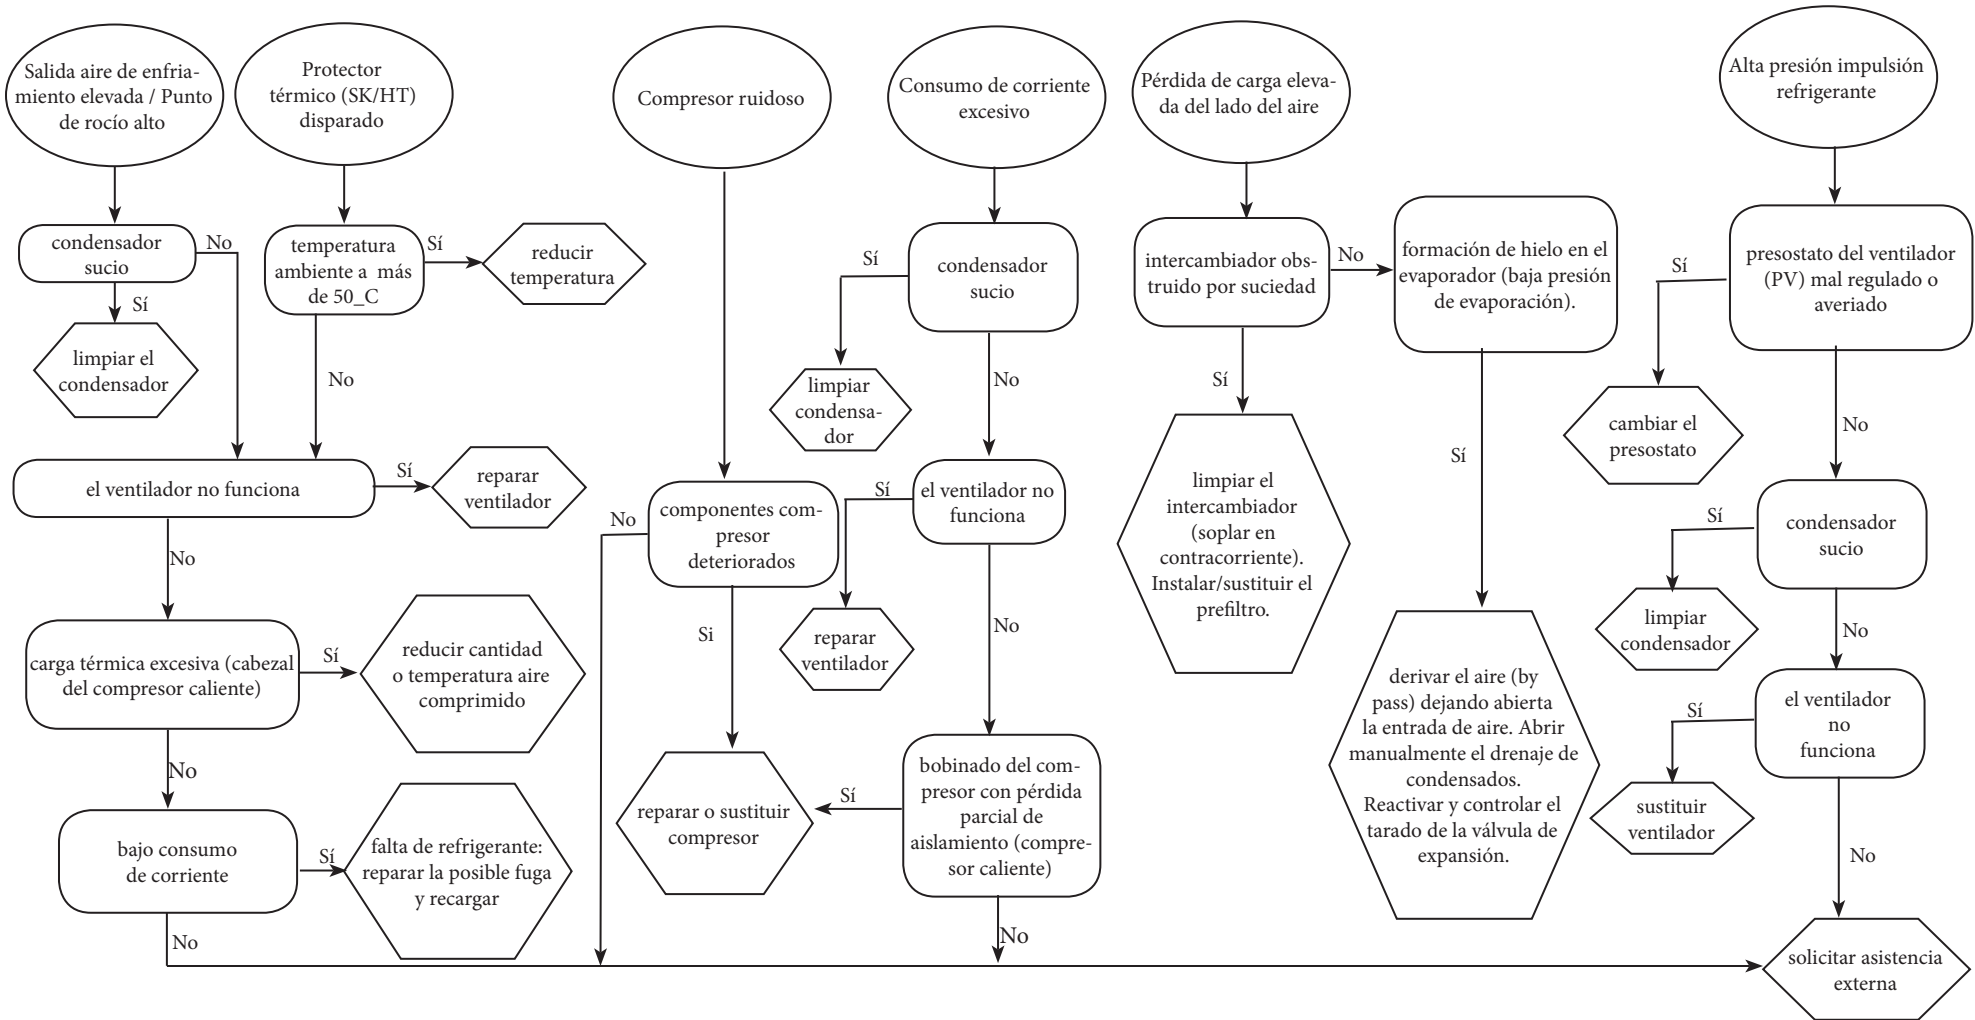 Salida aire de enfria-
miento elevada / Punto
de rocío alto
condensador
sucio
No
Sí
limpiar el
condensador
Protector
térmico (SK/HT)
disparado
temperatura
ambiente a  más
de 50_C
Sí
reducir
temperatura
No
el ventilador no funciona
Sí
reparar
ventilador
No
carga térmica excesiva (cabezal
del compresor caliente)
Sí
reducir cantidad
o temperatura aire
comprimido
No
bajo consumo
de corriente
Sí
falta de refrigerante:
reparar la posible fuga
y recargar
No
Compresor ruidoso
componentes com-
presor
deteriorados
No
Si
reparar o sustituir
compresor
Consumo de corriente
excesivo
condensador
sucio
Sí
limpiar
condensa-
dor
No
el ventilador no
funciona
Sí
reparar
ventilador
No
bobinado del com-
presor con pérdida
parcial de
aislamiento (compre-
sor caliente)
Sí
No
Pérdida de carga eleva-
da del lado del aire
intercambiador obs-
truido por suciedad
No
Sí
limpiar el
intercambiador
(soplar en
contracorriente).
Instalar/sustituir el
prefiltro.
formación de hielo en el
evaporador (baja presión
de evaporación).
Sí
derivar el aire (by
pass) dejando abierta
la entrada de aire. Abrir
manualmente el drenaje de
condensados.
Reactivar y controlar el
tarado de la válvula de
expansión.
Alta presión impulsión
refrigerante
presostato del ventilador
(PV) mal regulado o
averiado
Sí
cambiar el
presostato
No
condensador
sucio
Sí
limpiar
condensador
No
el ventilador
no
funciona
Sí
sustituir
ventilador
No
solicitar asistencia
externa